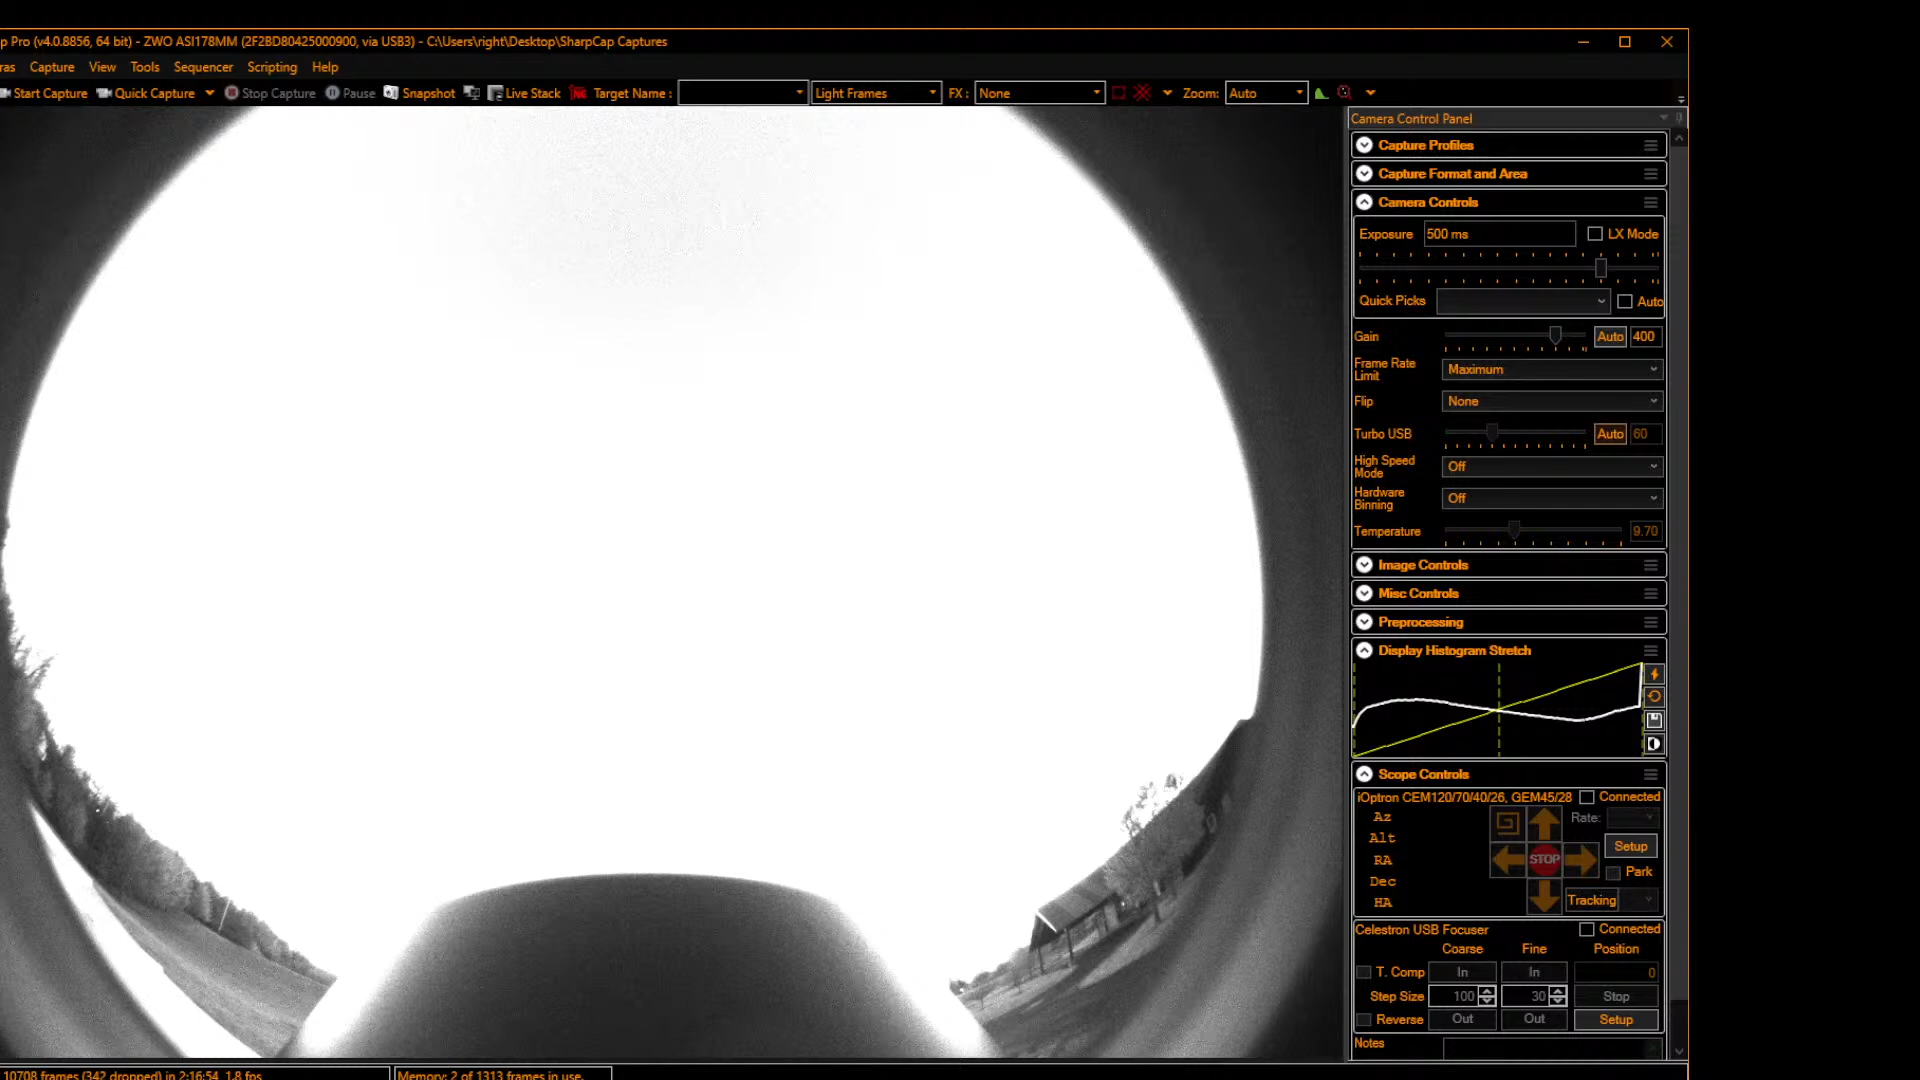 p Pro (v4.0.8856, 64 bit) - ZWO ASI178MM (2F2BD80425000900, via USB3) - C:\Users\right\Desktop\SharpCap Captures
ras Capture View Tools Sequencer Scripting Help
Start Capture Quick Capture Stop Capture Pause Snapshot Live Stack Target Name : Light Frames FX : None Zoom: Auto
Camera Control Panel
Capture Profiles
Capture Format and Area
Camera Controls
Exposure 500 ms LX Mode
Quick Picks Auto
Gain Auto 400
Frame Rate Limit Maximum
Flip None
Turbo USB Auto 60
High Speed Mode Off
Hardware Binning Off
Temperature 9.70
Image Controls
Misc Controls
Preprocessing
Display Histogram Stretch
Scope Controls
iOptron CEM120/70/40/26, GEM45/28 Connected
Az Rate:
Alt Setup
RA STOP Park
Dec
HA Tracking
Celestron USB Focuser Connected
Coarse Fine Position
T. Comp In In 0
Step Size 100 30 Stop
Reverse Out Out Setup
Notes
10708 frames (342 dropped) in 2:16:54, 1.8 fps Memory: 2 of 1313 frames in use.